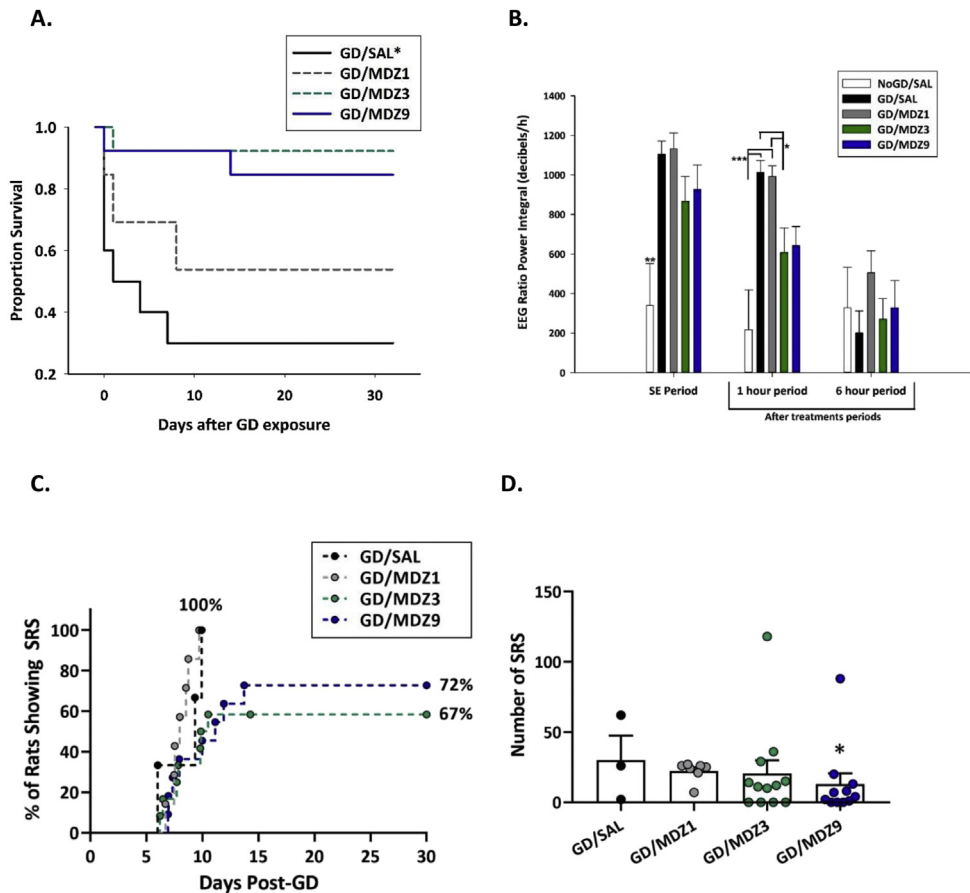 A.
GD/SAL*
GD/MDZ1
GD/MDZ3
GD/MDZ9
1.0
0.8
0.6
0.4
0.2
Proportion Survival
0 10 20 30
Days after GD exposure
B.
NoGD/SAL
GD/SAL
GD/MDZ1
GD/MDZ3
GD/MDZ9
1400
1200
1000
800
600
400
200
0
EEG Ratio Power Integral (decibels/h)
**
***
*
SE Period 1 hour period 6 hour period
After treatments periods
C.
GD/SAL
GD/MDZ1
GD/MDZ3
GD/MDZ9
100%
72%
67%
100
80
60
40
20
0
% of Rats Showing SRS
0 5 10 15 20 25 30
Days Post-GD
D.
150
100
50
0
Number of SRS
*
GD/SAL GD/MDZ1 GD/MDZ3 GD/MDZ9